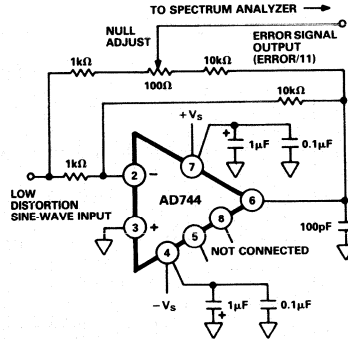 TO SPECTRUM ANALYZER
NULL
ADJUST
ERROR SIGNAL
OUTPUT
(ERROR/11)
1kΩ
100Ω
10kΩ
10kΩ
+VS
1µF
0.1µF
1kΩ
LOW
DISTORTION
SINE-WAVE INPUT
2
−
7
AD744
6
3
+
8
5
4
NOT CONNECTED
100pF
−VS
+
1µF
0.1µF
+